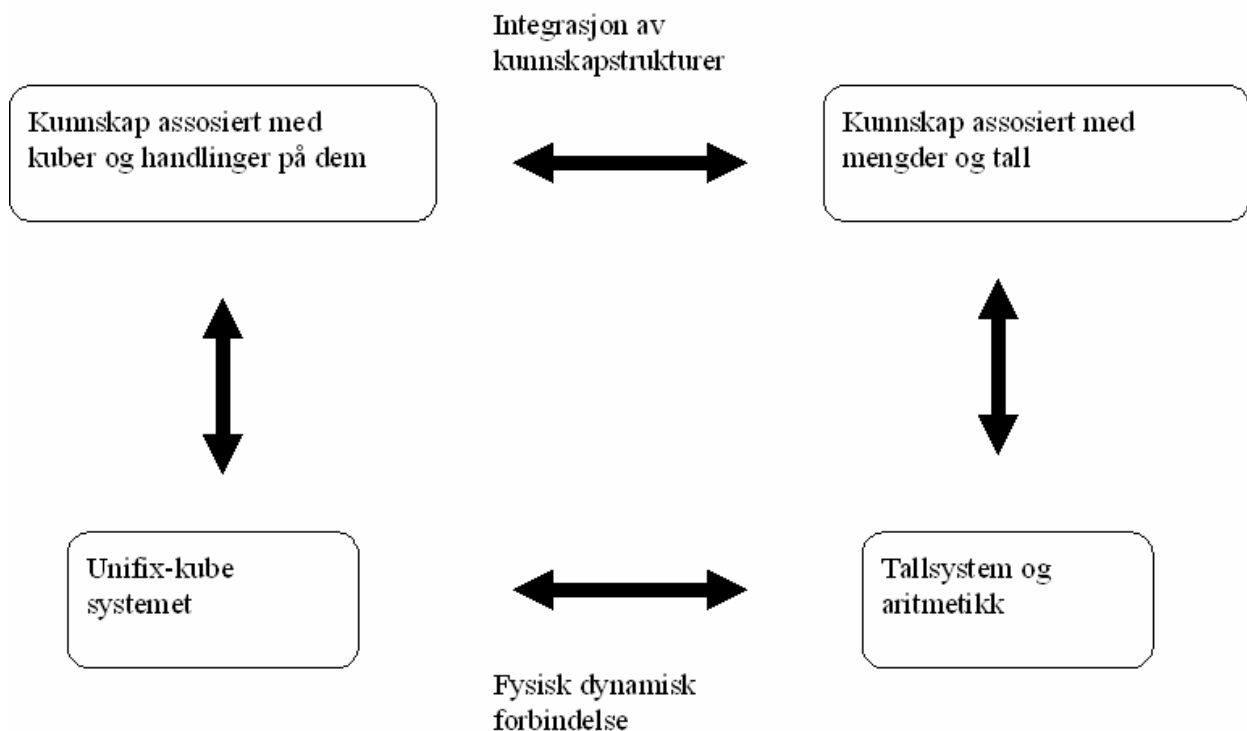 Integrasjon av
kunnskapstrukturer
Kunnskap assosiert med
kuber og handlinger på dem
Kunnskap assosiert med
mengder og tall
Unifix-kube
systemet
Tallsystem og
aritmetikk
Fysisk dynamisk
forbindelse